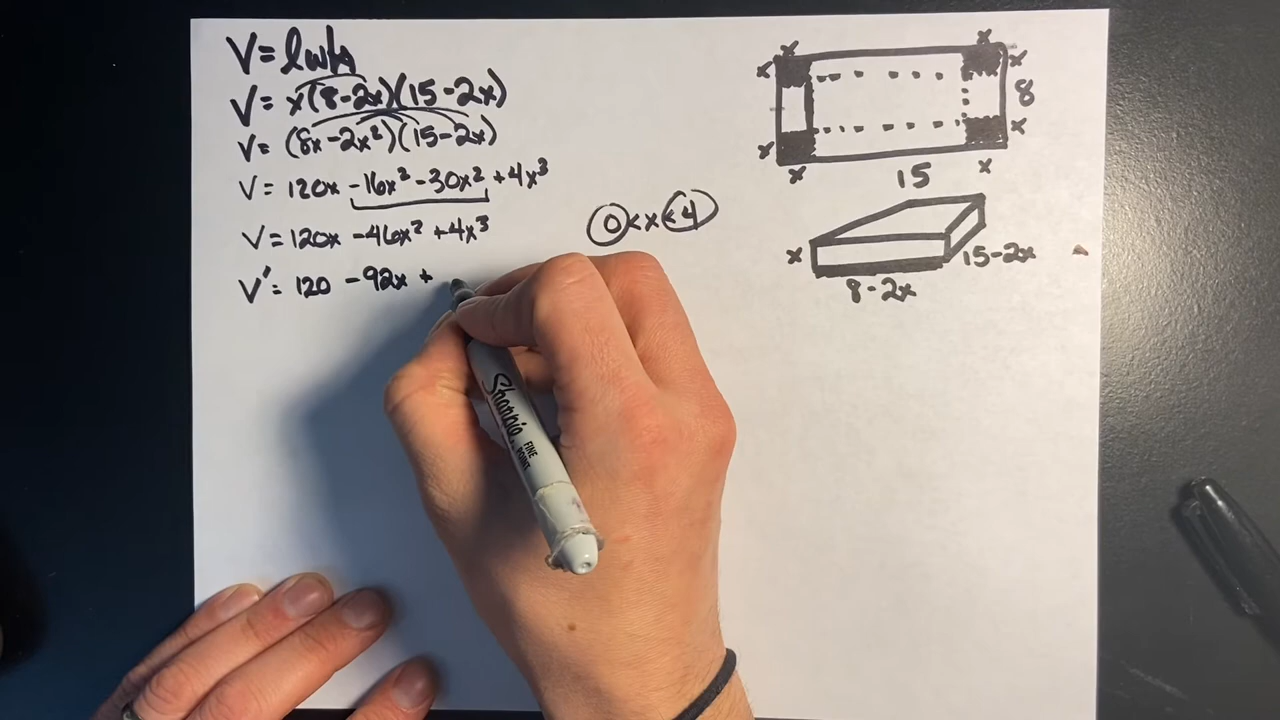 V = lwh
V = x(8-2x)(15-2x)
V = (8x-2x²)(15-2x)
V = 120x -16x² -30x² +4x³
V = 120x -46x² +4x³
V' = 120 -92x +
0<x<4
x x
x x
8
x x
x x
15
x
15-2x
8-2x
Sharpie
FINE
POINT